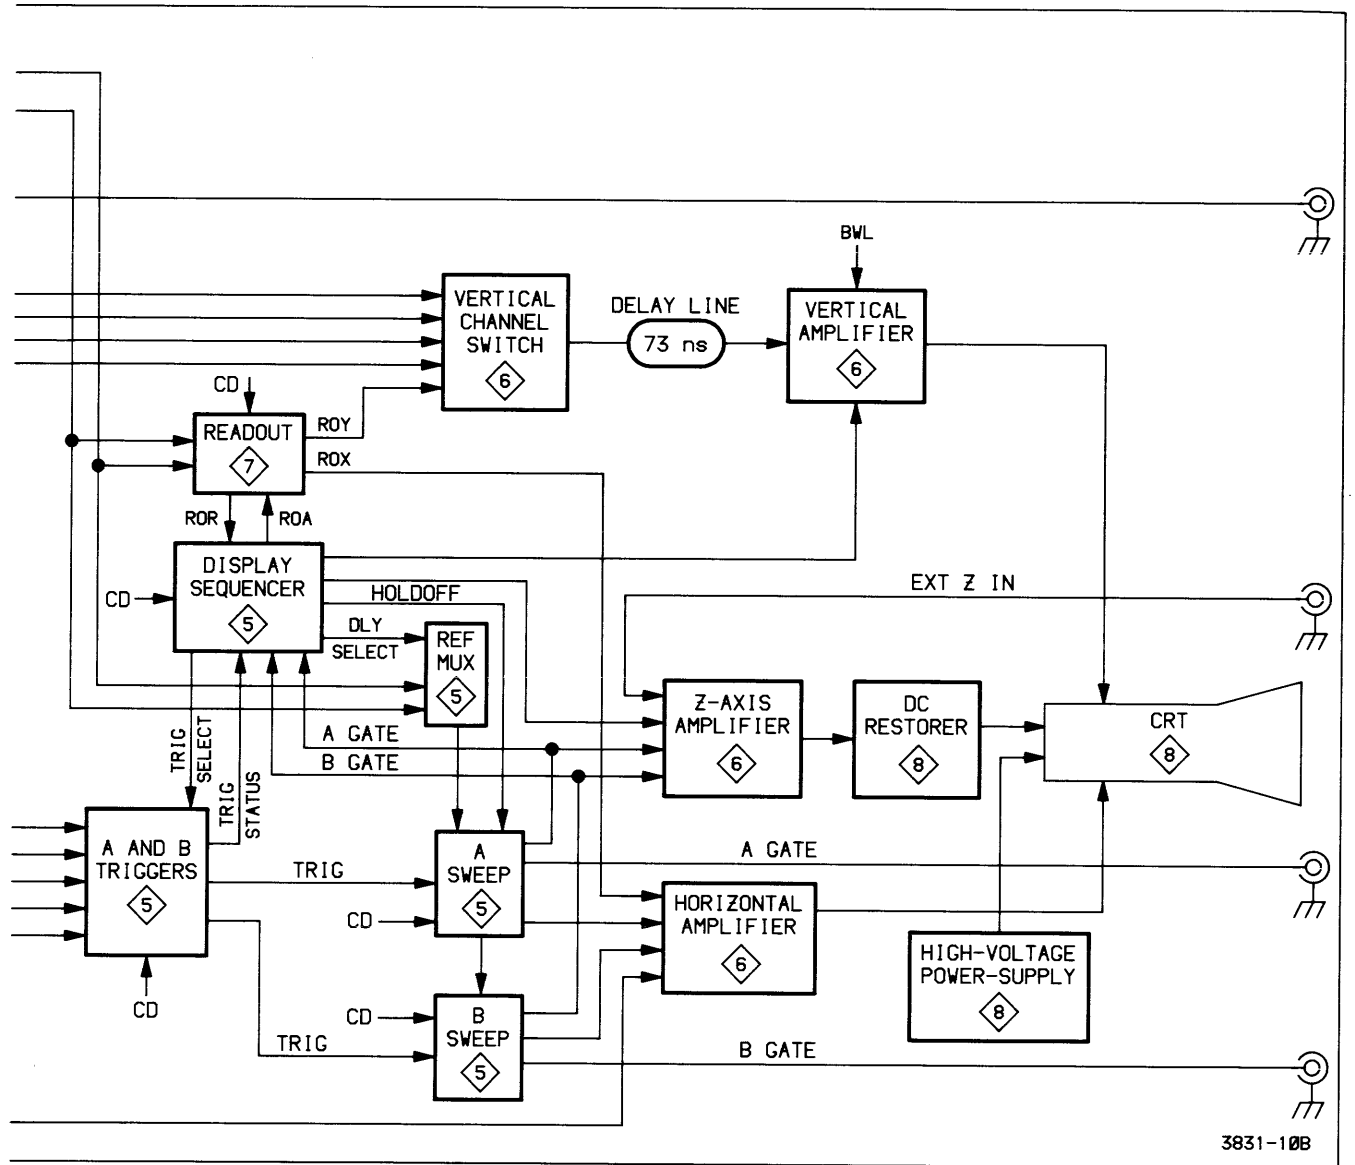 BWL
VERTICAL
CHANNEL
SWITCH
6
DELAY LINE
73 ns
VERTICAL
AMPLIFIER
6
CD
READOUT
7
ROY
ROX
ROR
ROA
DISPLAY
SEQUENCER
5
CD
HOLDOFF
DLY
SELECT
REF
MUX
5
EXT Z IN
Z-AXIS
AMPLIFIER
6
DC
RESTORER
8
CRT
8
A GATE
B GATE
TRIG
SELECT
TRIG
STATUS
A AND B
TRIGGERS
5
CD
TRIG
A
SWEEP
5
CD
A GATE
HORIZONTAL
AMPLIFIER
6
HIGH-VOLTAGE
POWER-SUPPLY
8
TRIG
CD
B
SWEEP
5
B GATE
3831-10B